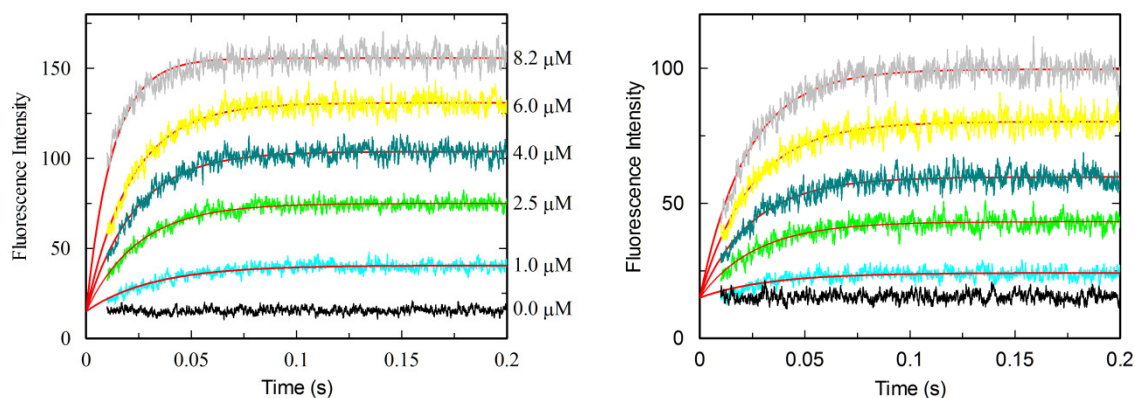 150
100
50
0
Fluorescence Intensity
8.2 μM
6.0 μM
4.0 μM
2.5 μM
1.0 μM
0.0 μM
0 0.05 0.1 0.15 0.2
Time (s)
100
50
0
Fluorescence Intensity
0 0.05 0.1 0.15 0.2
Time (s)